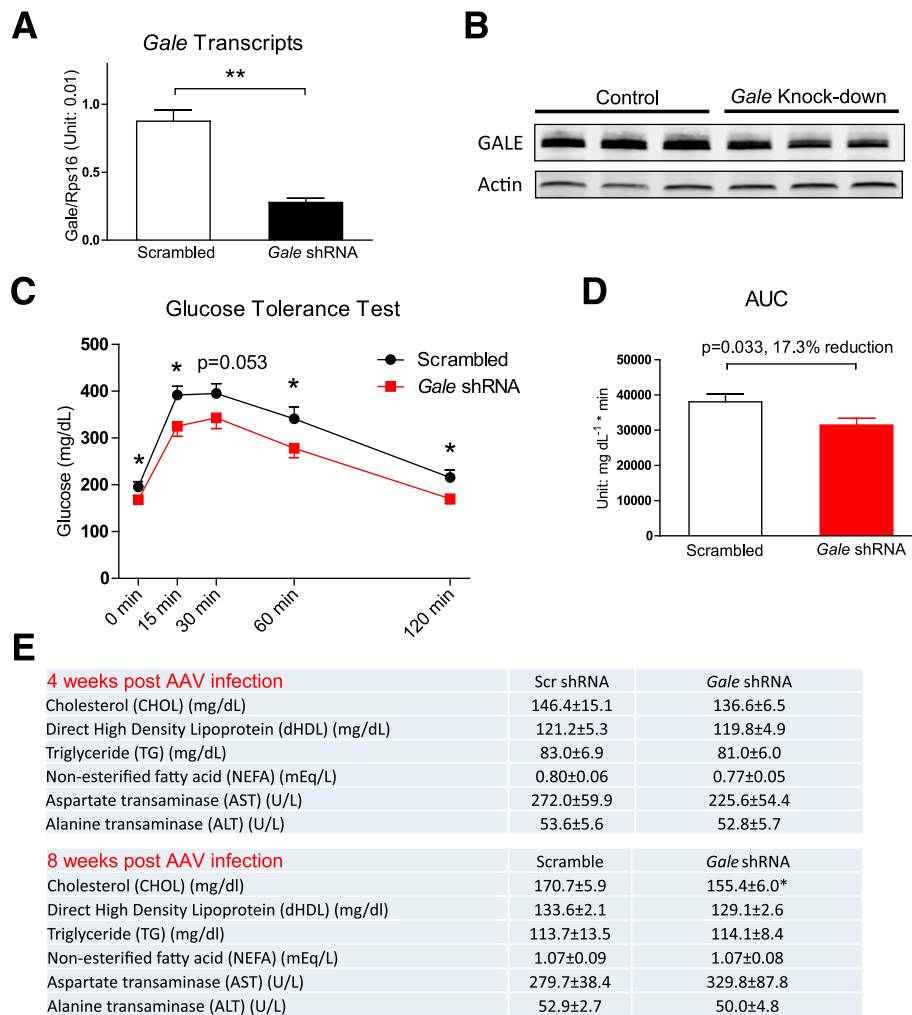 A
Gale Transcripts
**
Gale/Rps16 (Unit: 0.01)
1.0
0.5
0.0
Scrambled
Gale shRNA
B
Control
Gale Knock-down
GALE
Actin
C
Glucose Tolerance Test
Glucose (mg/dL)
500
400
300
200
100
0
*
*
p=0.053
*
*
Scrambled
Gale shRNA
0 min
15 min
30 min
60 min
120 min
D
AUC
p=0.033, 17.3% reduction
Unit: mg dL⁻¹ * min
50000
40000
30000
20000
10000
0
Scrambled
Gale shRNA
E
4 weeks post AAV infection Scr shRNA Gale shRNA
Cholesterol (CHOL) (mg/dL) 146.4±15.1 136.6±6.5
Direct High Density Lipoprotein (dHDL) (mg/dL) 121.2±5.3 119.8±4.9
Triglyceride (TG) (mg/dL) 83.0±6.9 81.0±6.0
Non-esterified fatty acid (NEFA) (mEq/L) 0.80±0.06 0.77±0.05
Aspartate transaminase (AST) (U/L) 272.0±59.9 225.6±54.4
Alanine transaminase (ALT) (U/L) 53.6±5.6 52.8±5.7
8 weeks post AAV infection Scramble Gale shRNA
Cholesterol (CHOL) (mg/dl) 170.7±5.9 155.4±6.0*
Direct High Density Lipoprotein (dHDL) (mg/dl) 133.6±2.1 129.1±2.6
Triglyceride (TG) (mg/dl) 113.7±13.5 114.1±8.4
Non-esterified fatty acid (NEFA) (mEq/L) 1.07±0.09 1.07±0.08
Aspartate transaminase (AST) (U/L) 279.7±38.4 329.8±87.8
Alanine transaminase (ALT) (U/L) 52.9±2.7 50.0±4.8